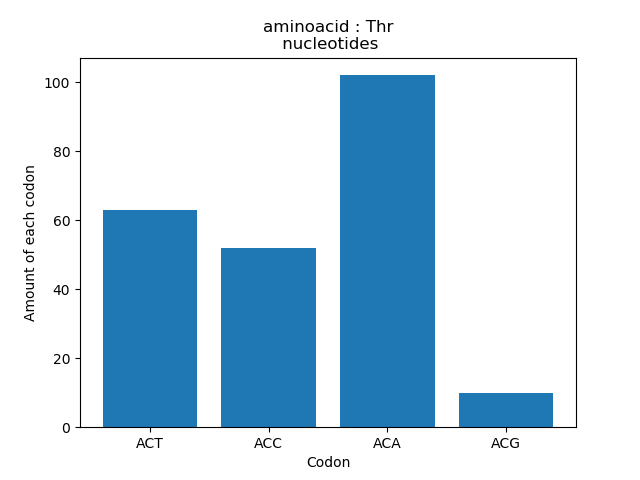 aminoacid : Thr
nucleotides
Amount of each codon
100
80
60
40
20
0
ACT ACC ACA ACG
Codon